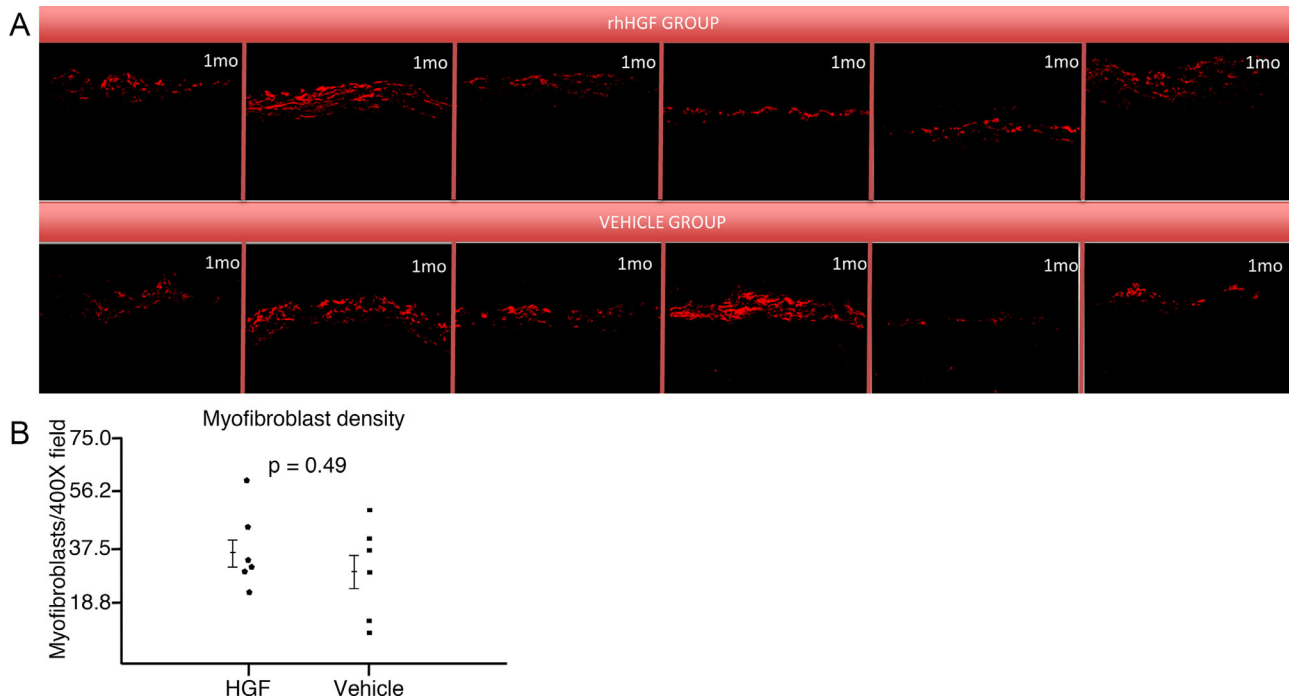 A
rhHGF GROUP
1mo 1mo 1mo 1mo 1mo 1mo
VEHICLE GROUP
1mo 1mo 1mo 1mo 1mo 1mo
B
Myofibroblast density
p = 0.49
Myofibroblasts/400X field
75.0
56.2
37.5
18.8
HGF Vehicle